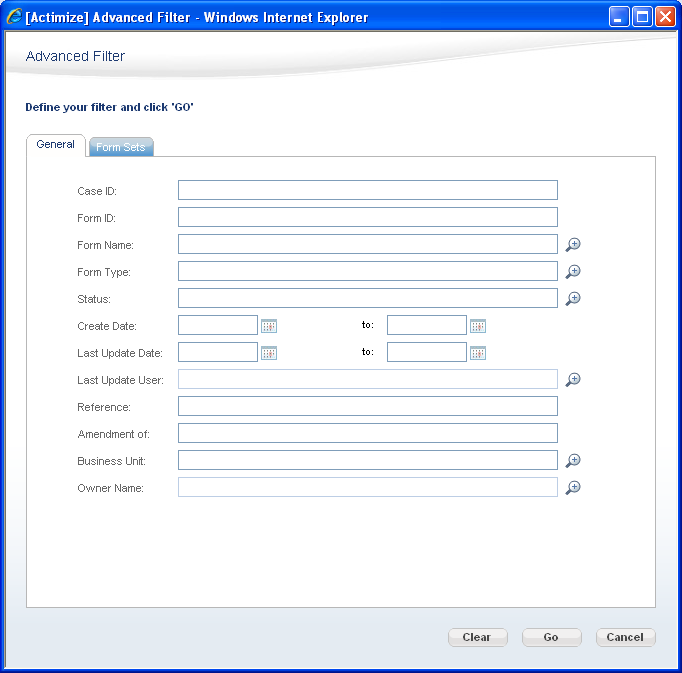 [Actimize] Advanced Filter - Windows Internet Explorer
Advanced Filter
Define your filter and click 'GO'
General Form Sets
Case ID:
Form ID:
Form Name:
Form Type:
Status:
Create Date: to:
Last Update Date: to:
Last Update User:
Reference:
Amendment of:
Business Unit:
Owner Name:
Clear Go Cancel